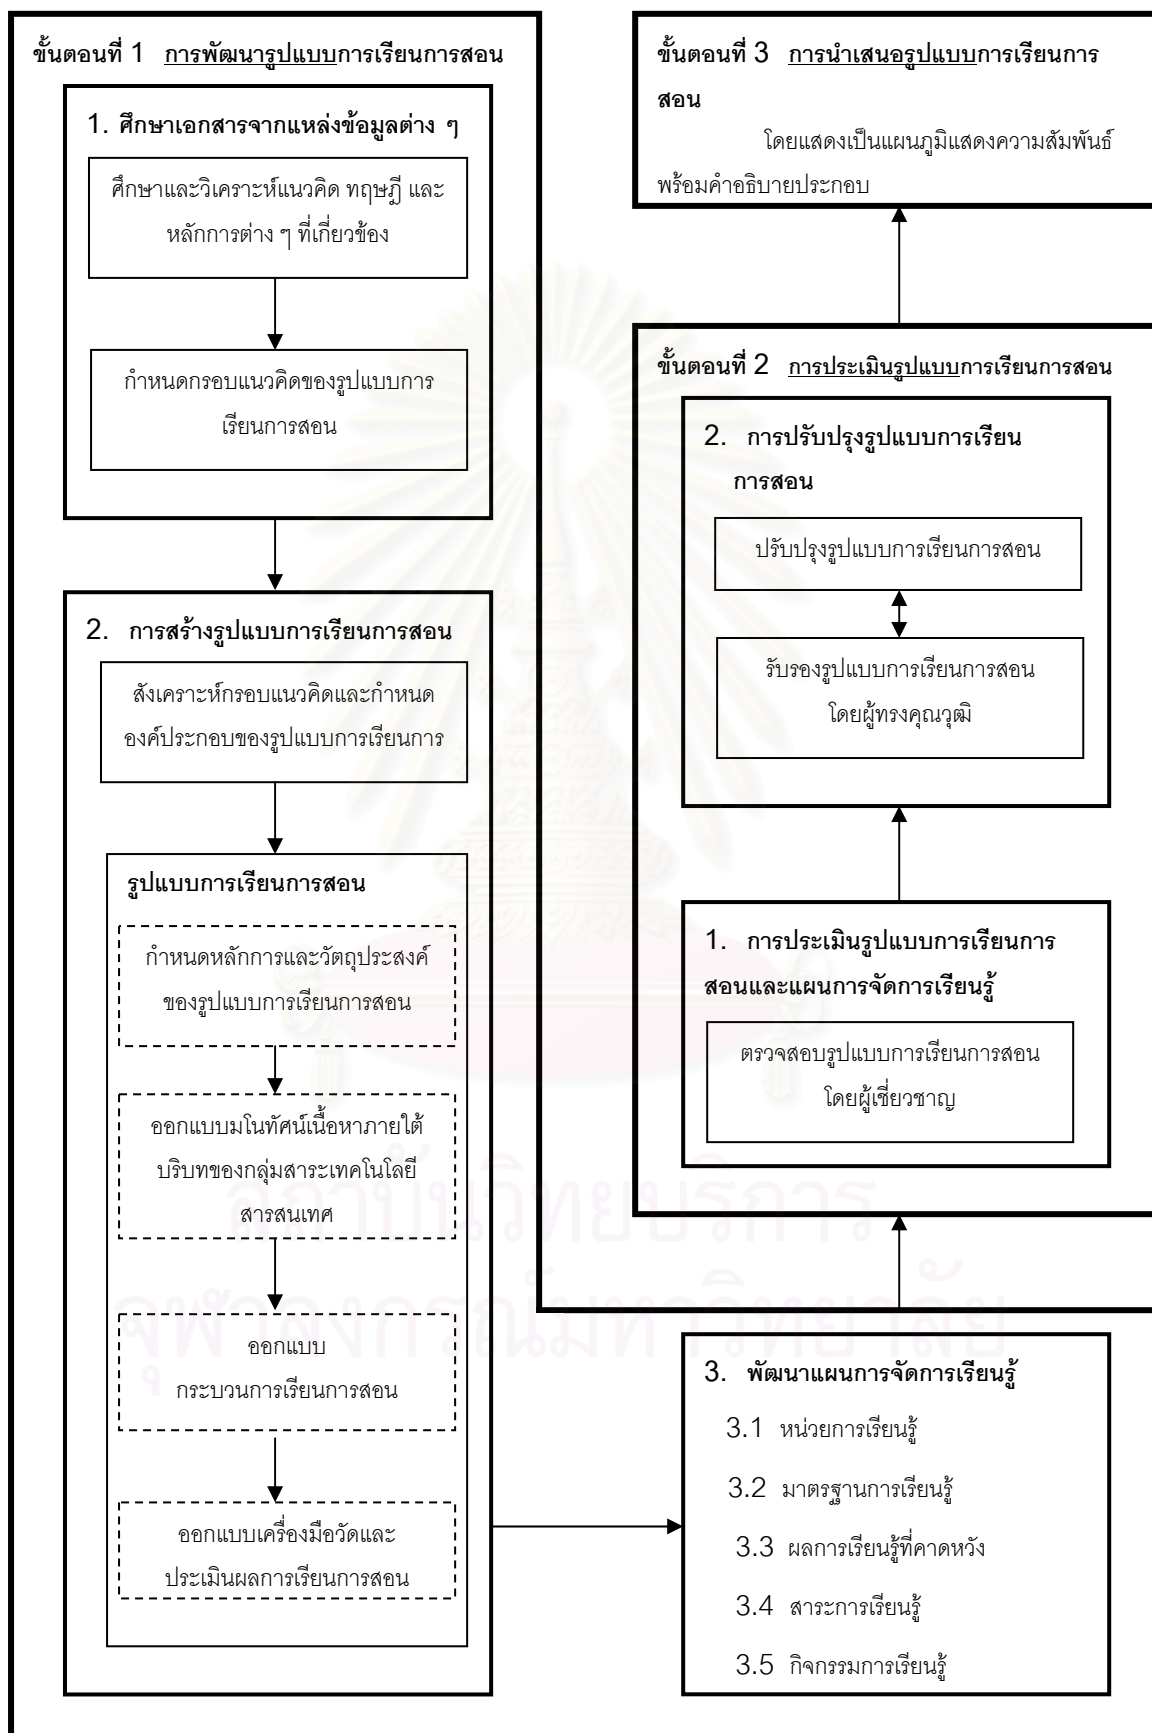 ขั้นตอนที่ 1 การพัฒนารูปแบบการเรียนการสอน
1. ศึกษาเอกสารจากแหล่งข้อมูลต่าง ๆ
ศึกษาและวิเคราะห์แนวคิด ทฤษฎี และ
หลักการต่าง ๆ ที่เกี่ยวข้อง
กำหนดกรอบแนวคิดของรูปแบบการ
เรียนการสอน
2. การสร้างรูปแบบการเรียนการสอน
สังเคราะห์กรอบแนวคิดและกำหนด
องค์ประกอบของรูปแบบการเรียนการ
รูปแบบการเรียนการสอน
กำหนดหลักการและวัตถุประสงค์
ของรูปแบบการเรียนการสอน
ออกแบบมโนทัศน์เนื้อหาภายใต้
บริบทของกลุ่มสาระเทคโนโลยี
สารสนเทศ
ออกแบบ
กระบวนการเรียนการสอน
ออกแบบเครื่องมือวัดและ
ประเมินผลการเรียนการสอน
3. พัฒนาแผนการจัดการเรียนรู้
3.1 หน่วยการเรียนรู้
3.2 มาตรฐานการเรียนรู้
3.3 ผลการเรียนรู้ที่คาดหวัง
3.4 สาระการเรียนรู้
3.5 กิจกรรมการเรียนรู้
ขั้นตอนที่ 2 การประเมินรูปแบบการเรียนการสอน
1. การประเมินรูปแบบการเรียนการ
สอนและแผนการจัดการเรียนรู้
ตรวจสอบรูปแบบการเรียนการสอน
โดยผู้เชี่ยวชาญ
2. การปรับปรุงรูปแบบการเรียน
การสอน
ปรับปรุงรูปแบบการเรียนการสอน
รับรองรูปแบบการเรียนการสอน
โดยผู้ทรงคุณวุฒิ
ขั้นตอนที่ 3 การนำเสนอรูปแบบการเรียนการ
สอน
โดยแสดงเป็นแผนภูมิแสดงความสัมพันธ์
พร้อมคำอธิบายประกอบ
สถาบันวิทยบริการ
จุฬาลงกรณ์มหาวิทยาลัย